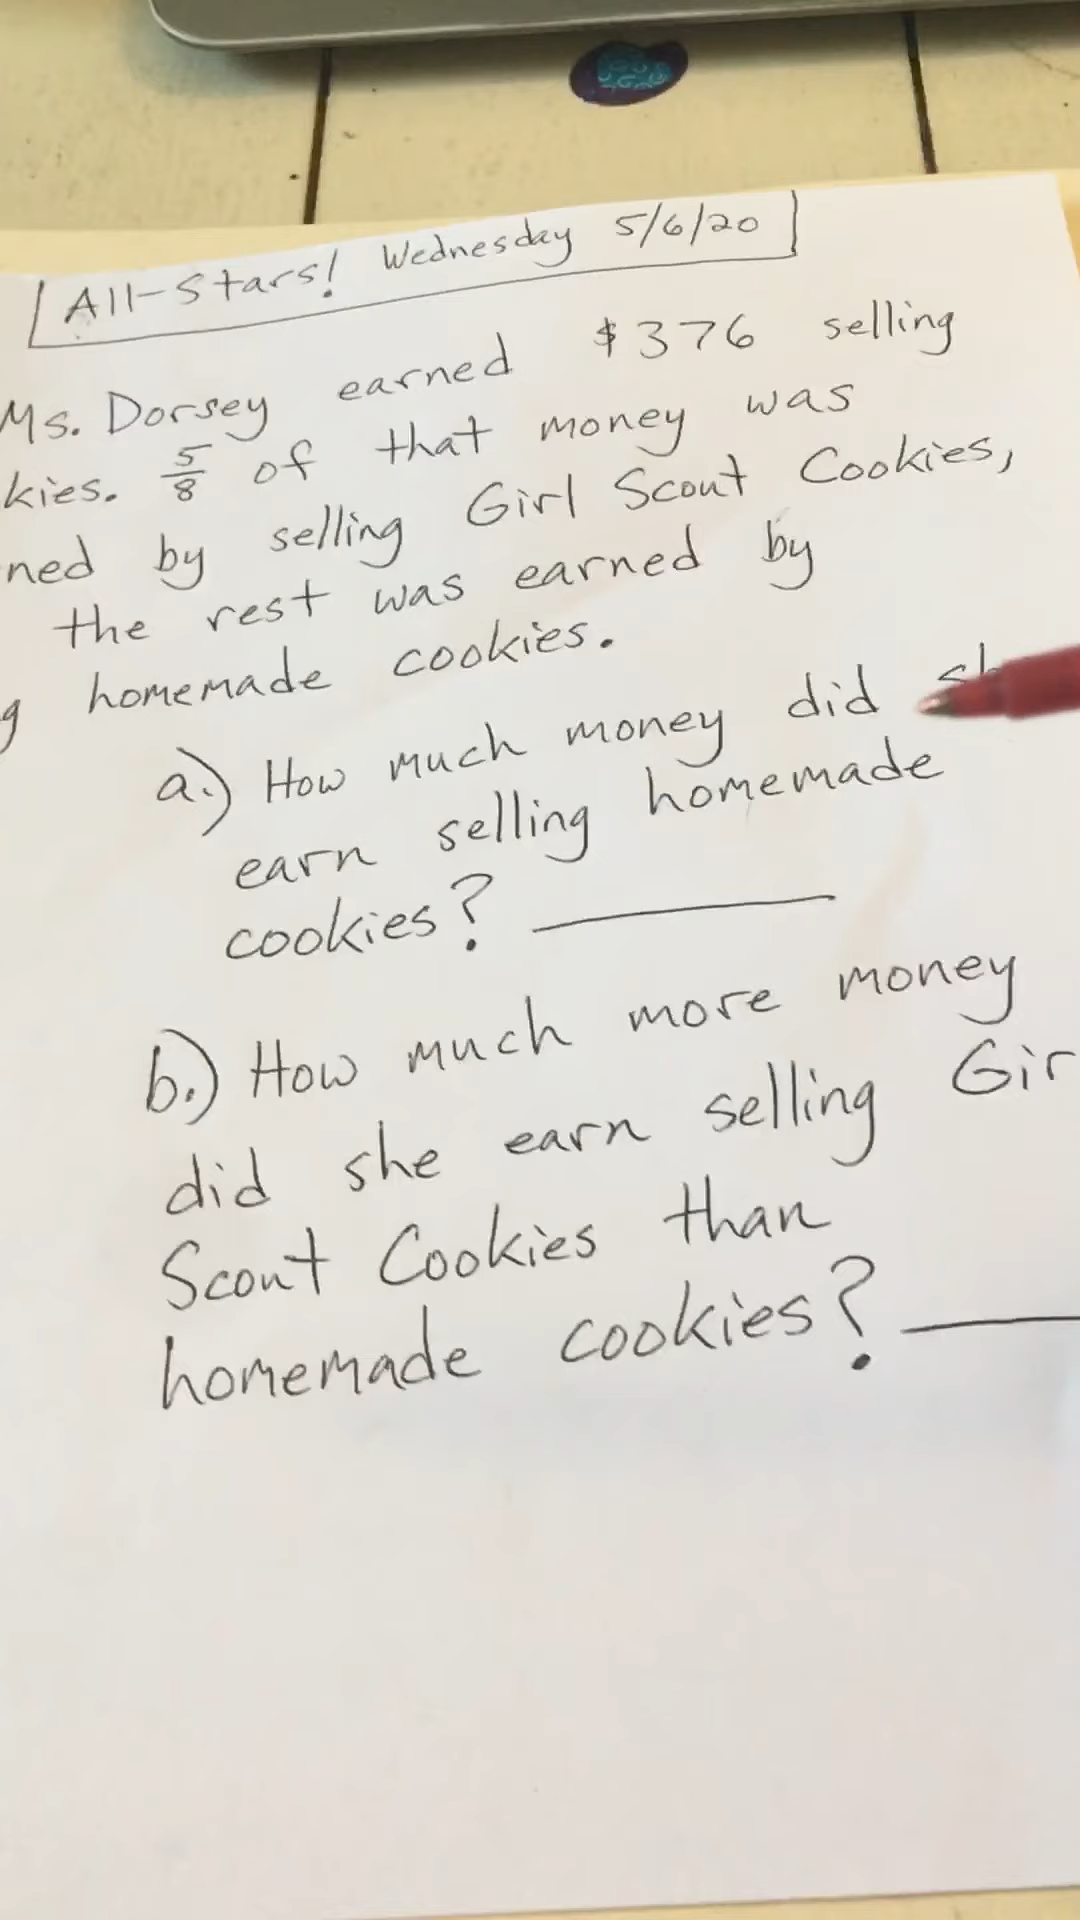 All-Stars! Wednesday 5/6/20
Ms. Dorsey earned $376 selling
kies. 5/8 of that money was
ned by selling Girl Scout Cookies,
the rest was earned by
g homemade cookies.
a.) How much money did sh
earn selling homemade
cookies?
b.) How much more money
did she earn selling Gir
Scout Cookies than
homemade cookies?